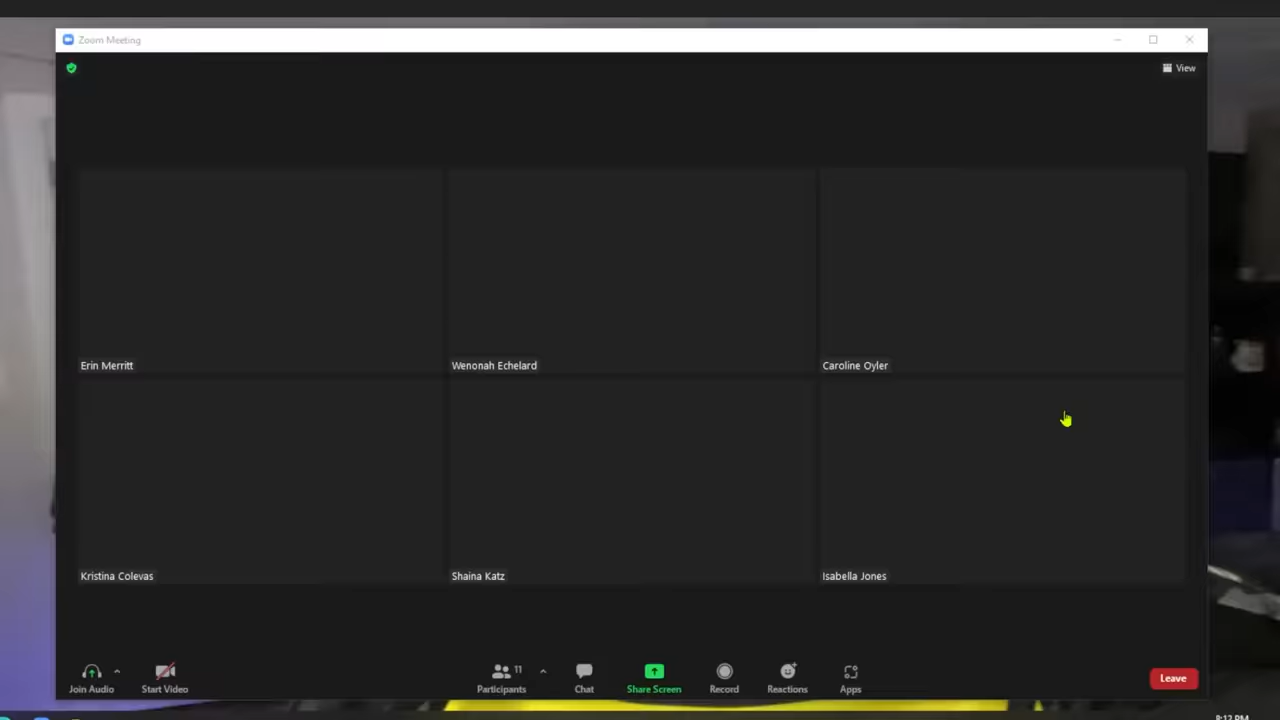 Zoom Meeting
View
Erin Merritt
Wenonah Echelard
Caroline Oyler
Kristina Colevas
Shaina Katz
Isabella Jones
11
Join Audio
Start Video
Participants
Chat
Share Screen
Record
Reactions
Apps
Leave